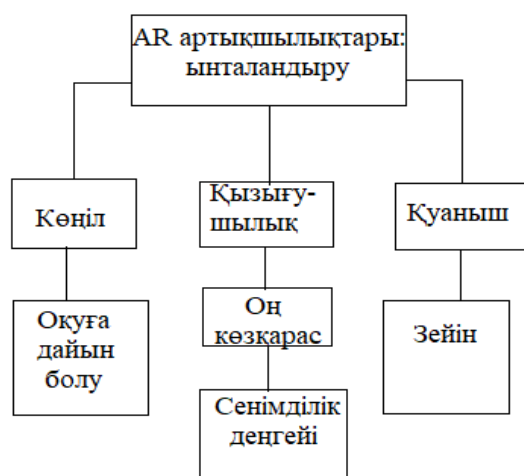 AR артықшылықтары:
ынталандыру
Көңіл
Қызығу-
шылық
Қуаныш
Оқуға
дайын
болу
Оң
көзқарас
Зейін
Сенімділік
деңгейі